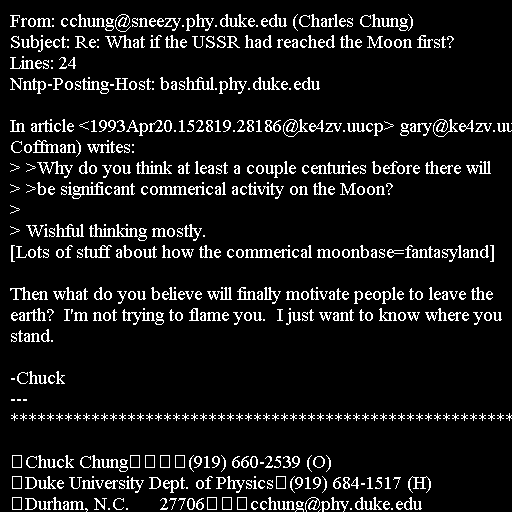 From: cchung@sneezy.phy.duke.edu (Charles Chung)
Subject: Re: What if the USSR had reached the Moon first?
Lines: 24
Nntp-Posting-Host: bashful.phy.duke.edu

In article <1993Apr20.152819.28186@ke4zv.uucp> gary@ke4zv.uu
Coffman) writes:
> >Why do you think at least a couple centuries before there will
> >be significant commerical activity on the Moon?
>
> Wishful thinking mostly.
[Lots of stuff about how the commerical moonbase=fantasyland]

Then what do you believe will finally motivate people to leave the
earth?  I'm not trying to flame you.  I just want to know where you
stand.

-Chuck
---
***********************************************************

□Chuck Chung□□□□(919) 660-2539 (O)
□Duke University Dept. of Physics□(919) 684-1517 (H)
□Durham, N.C.      27706□□□cchung@phy.duke.edu